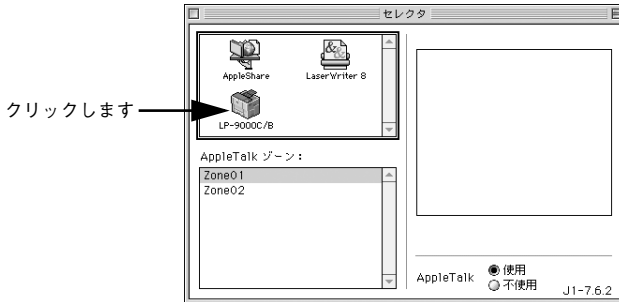 セレクタ
AppleShare
LaserWriter 8
クリックします
LP-9000C/B
AppleTalk ゾーン：
Zone01
Zone02
AppleTalk
使用
不使用
J1-7.6.2